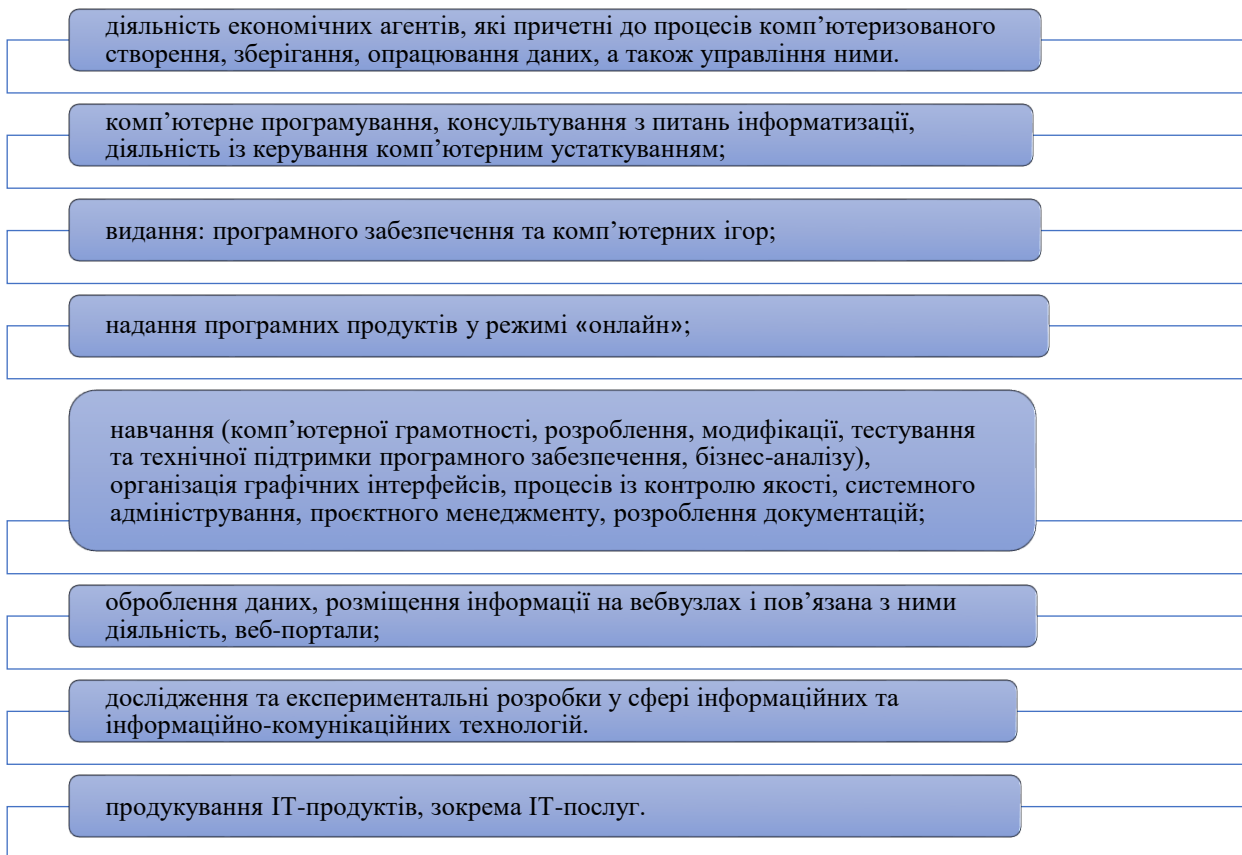 діяльність економічних агентів, які причетні до процесів комп’ютеризованого
створення, зберігання, опрацювання даних, а також управління ними.
комп’ютерне програмування, консультування з питань інформатизації,
діяльність із керування комп’ютерним устаткуванням;
видання: програмного забезпечення та комп’ютерних ігор;
надання програмних продуктів у режимі «онлайн»;
навчання (комп’ютерної грамотності, розроблення, модифікації, тестування
та технічної підтримки програмного забезпечення, бізнес-аналізу),
організація графічних інтерфейсів, процесів із контролю якості, системного
адміністрування, проєктного менеджменту, розроблення документацій;
оброблення даних, розміщення інформації на вебвузлах і пов’язана з ними
діяльність, веб-портали;
дослідження та експериментальні розробки у сфері інформаційних та
інформаційно-комунікаційних технологій.
продукування ІТ-продуктів, зокрема ІТ-послуг.